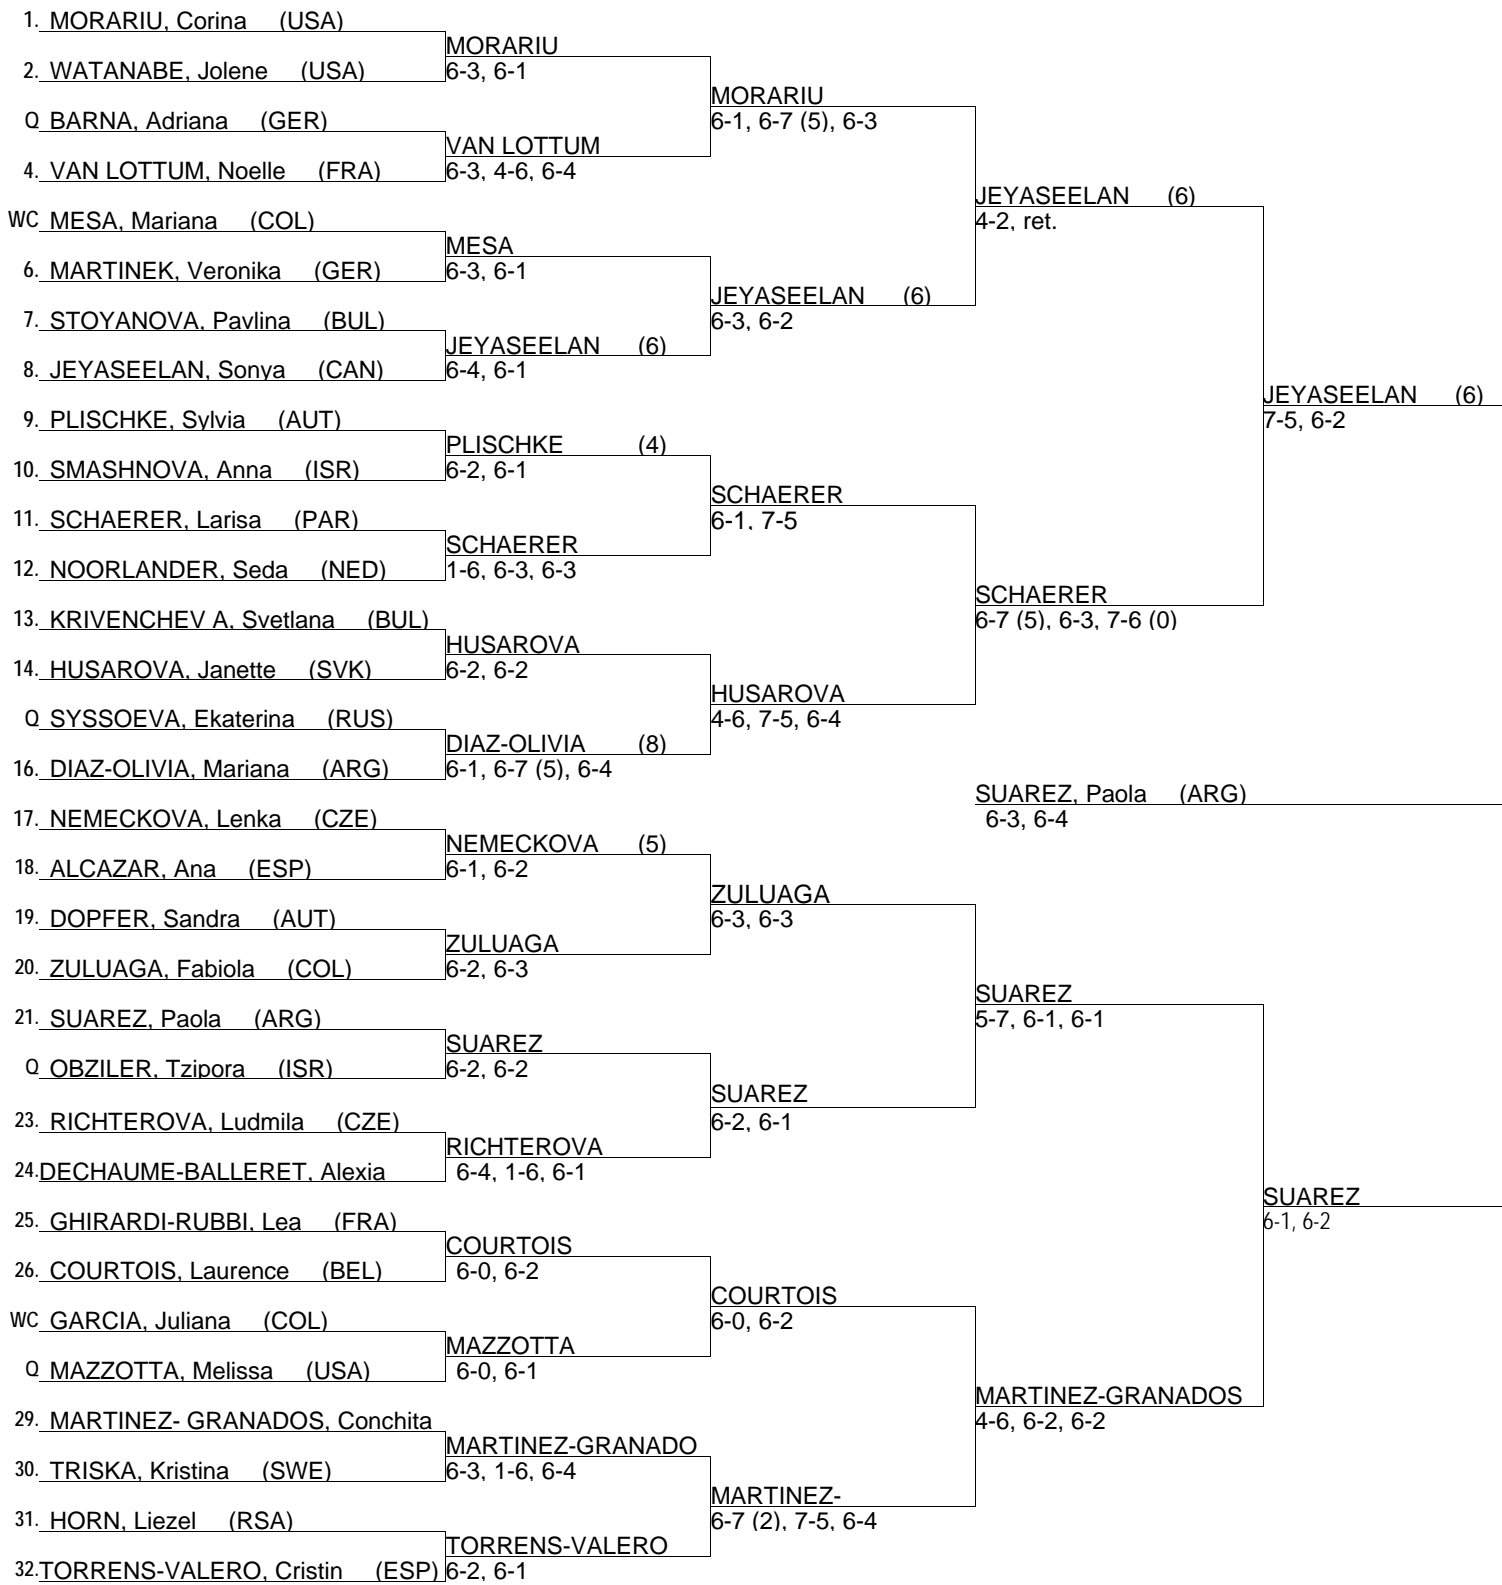 1. MORARIU, Corina (USA)
MORARIU
2. WATANABE, Jolene (USA)
6-3, 6-1
MORARIU
Q BARNA, Adriana (GER)
6-1, 6-7 (5), 6-3
VAN LOTTUM
4. VAN LOTTUM, Noelle (FRA)
6-3, 4-6, 6-4
JEYASEELAN (6)
WC MESA, Mariana (COL)
4-2, ret.
MESA
6. MARTINEK, Veronika (GER)
6-3, 6-1
JEYASEELAN (6)
7. STOYANOVA, Pavlina (BUL)
6-3, 6-2
JEYASEELAN (6)
8. JEYASEELAN, Sonya (CAN)
6-4, 6-1
JEYASEELAN (6)
9. PLISCHKE, Sylvia (AUT)
7-5, 6-2
PLISCHKE (4)
10. SMASHNOVA, Anna (ISR)
6-2, 6-1
SCHAERER
11. SCHAERER, Larisa (PAR)
6-1, 7-5
SCHAERER
12. NOORLANDER, Seda (NED)
1-6, 6-3, 6-3
SCHAERER
13. KRIVENCHEV A, Svetlana (BUL)
6-7 (5), 6-3, 7-6 (0)
HUSAROVA
14. HUSAROVA, Janette (SVK)
6-2, 6-2
HUSAROVA
Q SYSSOEVA, Ekaterina (RUS)
4-6, 7-5, 6-4
DIAZ-OLIVIA (8)
16. DIAZ-OLIVIA, Mariana (ARG)
6-1, 6-7 (5), 6-4
SUAREZ, Paola (ARG)
17. NEMECKOVA, Lenka (CZE)
6-3, 6-4
NEMECKOVA (5)
18. ALCAZAR, Ana (ESP)
6-1, 6-2
ZULUAGA
19. DOPFER, Sandra (AUT)
6-3, 6-3
ZULUAGA
20. ZULUAGA, Fabiola (COL)
6-2, 6-3
SUAREZ
21. SUAREZ, Paola (ARG)
5-7, 6-1, 6-1
SUAREZ
Q OBZILER, Tzipora (ISR)
6-2, 6-2
SUAREZ
23. RICHTEROVA, Ludmila (CZE)
6-2, 6-1
RICHTEROVA
24. DECHAUME-BALLERET, Alexia
6-4, 1-6, 6-1
SUAREZ
25. GHIRARDI-RUBBI, Lea (FRA)
6-1, 6-2
COURTOIS
26. COURTOIS, Laurence (BEL)
6-0, 6-2
COURTOIS
WC GARCIA, Juliana (COL)
6-0, 6-2
MAZZOTTA
Q MAZZOTTA, Melissa (USA)
6-0, 6-1
MARTINEZ-GRANADOS
29. MARTINEZ- GRANADOS, Conchita
4-6, 6-2, 6-2
MARTINEZ-GRANADO
30. TRISKA, Kristina (SWE)
6-3, 1-6, 6-4
MARTINEZ-
31. HORN, Liezel (RSA)
6-7 (2), 7-5, 6-4
TORRENS-VALERO
32. TORRENS-VALERO, Cristin (ESP)
6-2, 6-1